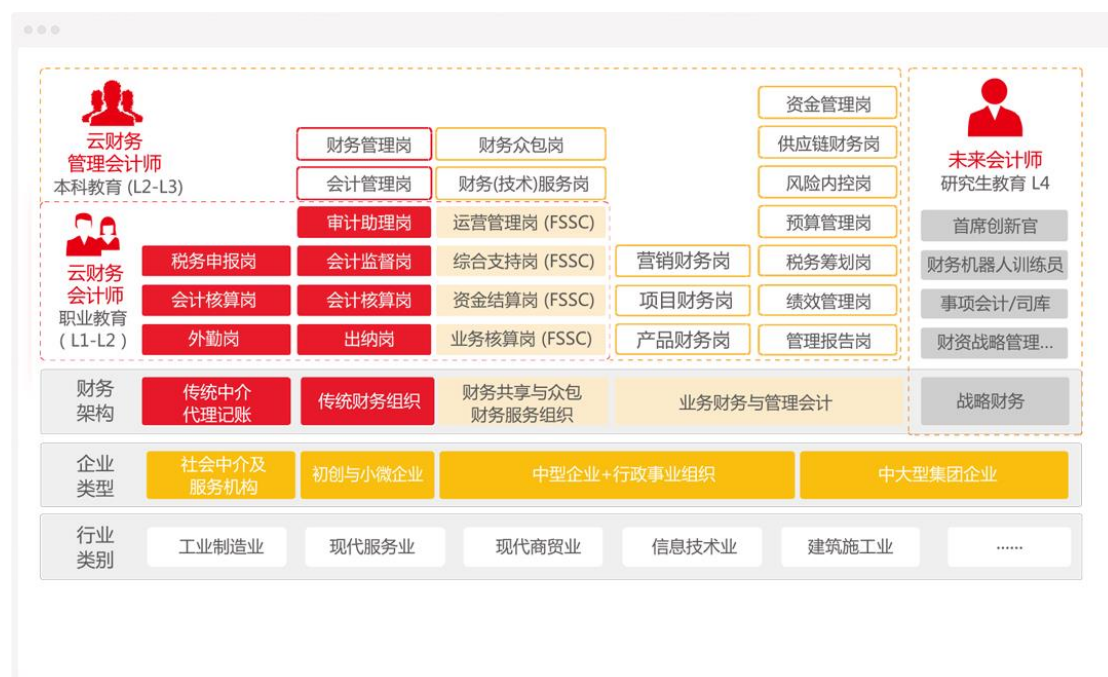 资金管理岗
云财务
管理会计师
本科教育 (L2-L3)
财务管理岗
财务众包岗
供应链财务岗
未来会计师
研究生教育 L4
会计管理岗
财务(技术)服务岗
风险内控岗
云财务
会计师
职业教育
( L1-L2 )
审计助理岗
运营管理岗 (FSSC)
预算管理岗
首席创新官
税务申报岗
会计监督岗
综合支持岗 (FSSC)
营销财务岗
税务筹划岗
财务机器人训练员
会计核算岗
会计核算岗
资金结算岗 (FSSC)
项目财务岗
绩效管理岗
事项会计/司库
外勤岗
出纳岗
业务核算岗 (FSSC)
产品财务岗
管理报告岗
财资战略管理...
财务
架构
传统中介
代理记账
传统财务组织
财务共享与众包
财务服务组织
业务财务与管理会计
战略财务
企业
类型
社会中介及
服务机构
初创与小微企业
中型企业+行政事业组织
中大型集团企业
行业
类别
工业制造业
现代服务业
现代商贸业
信息技术业
建筑施工业
......